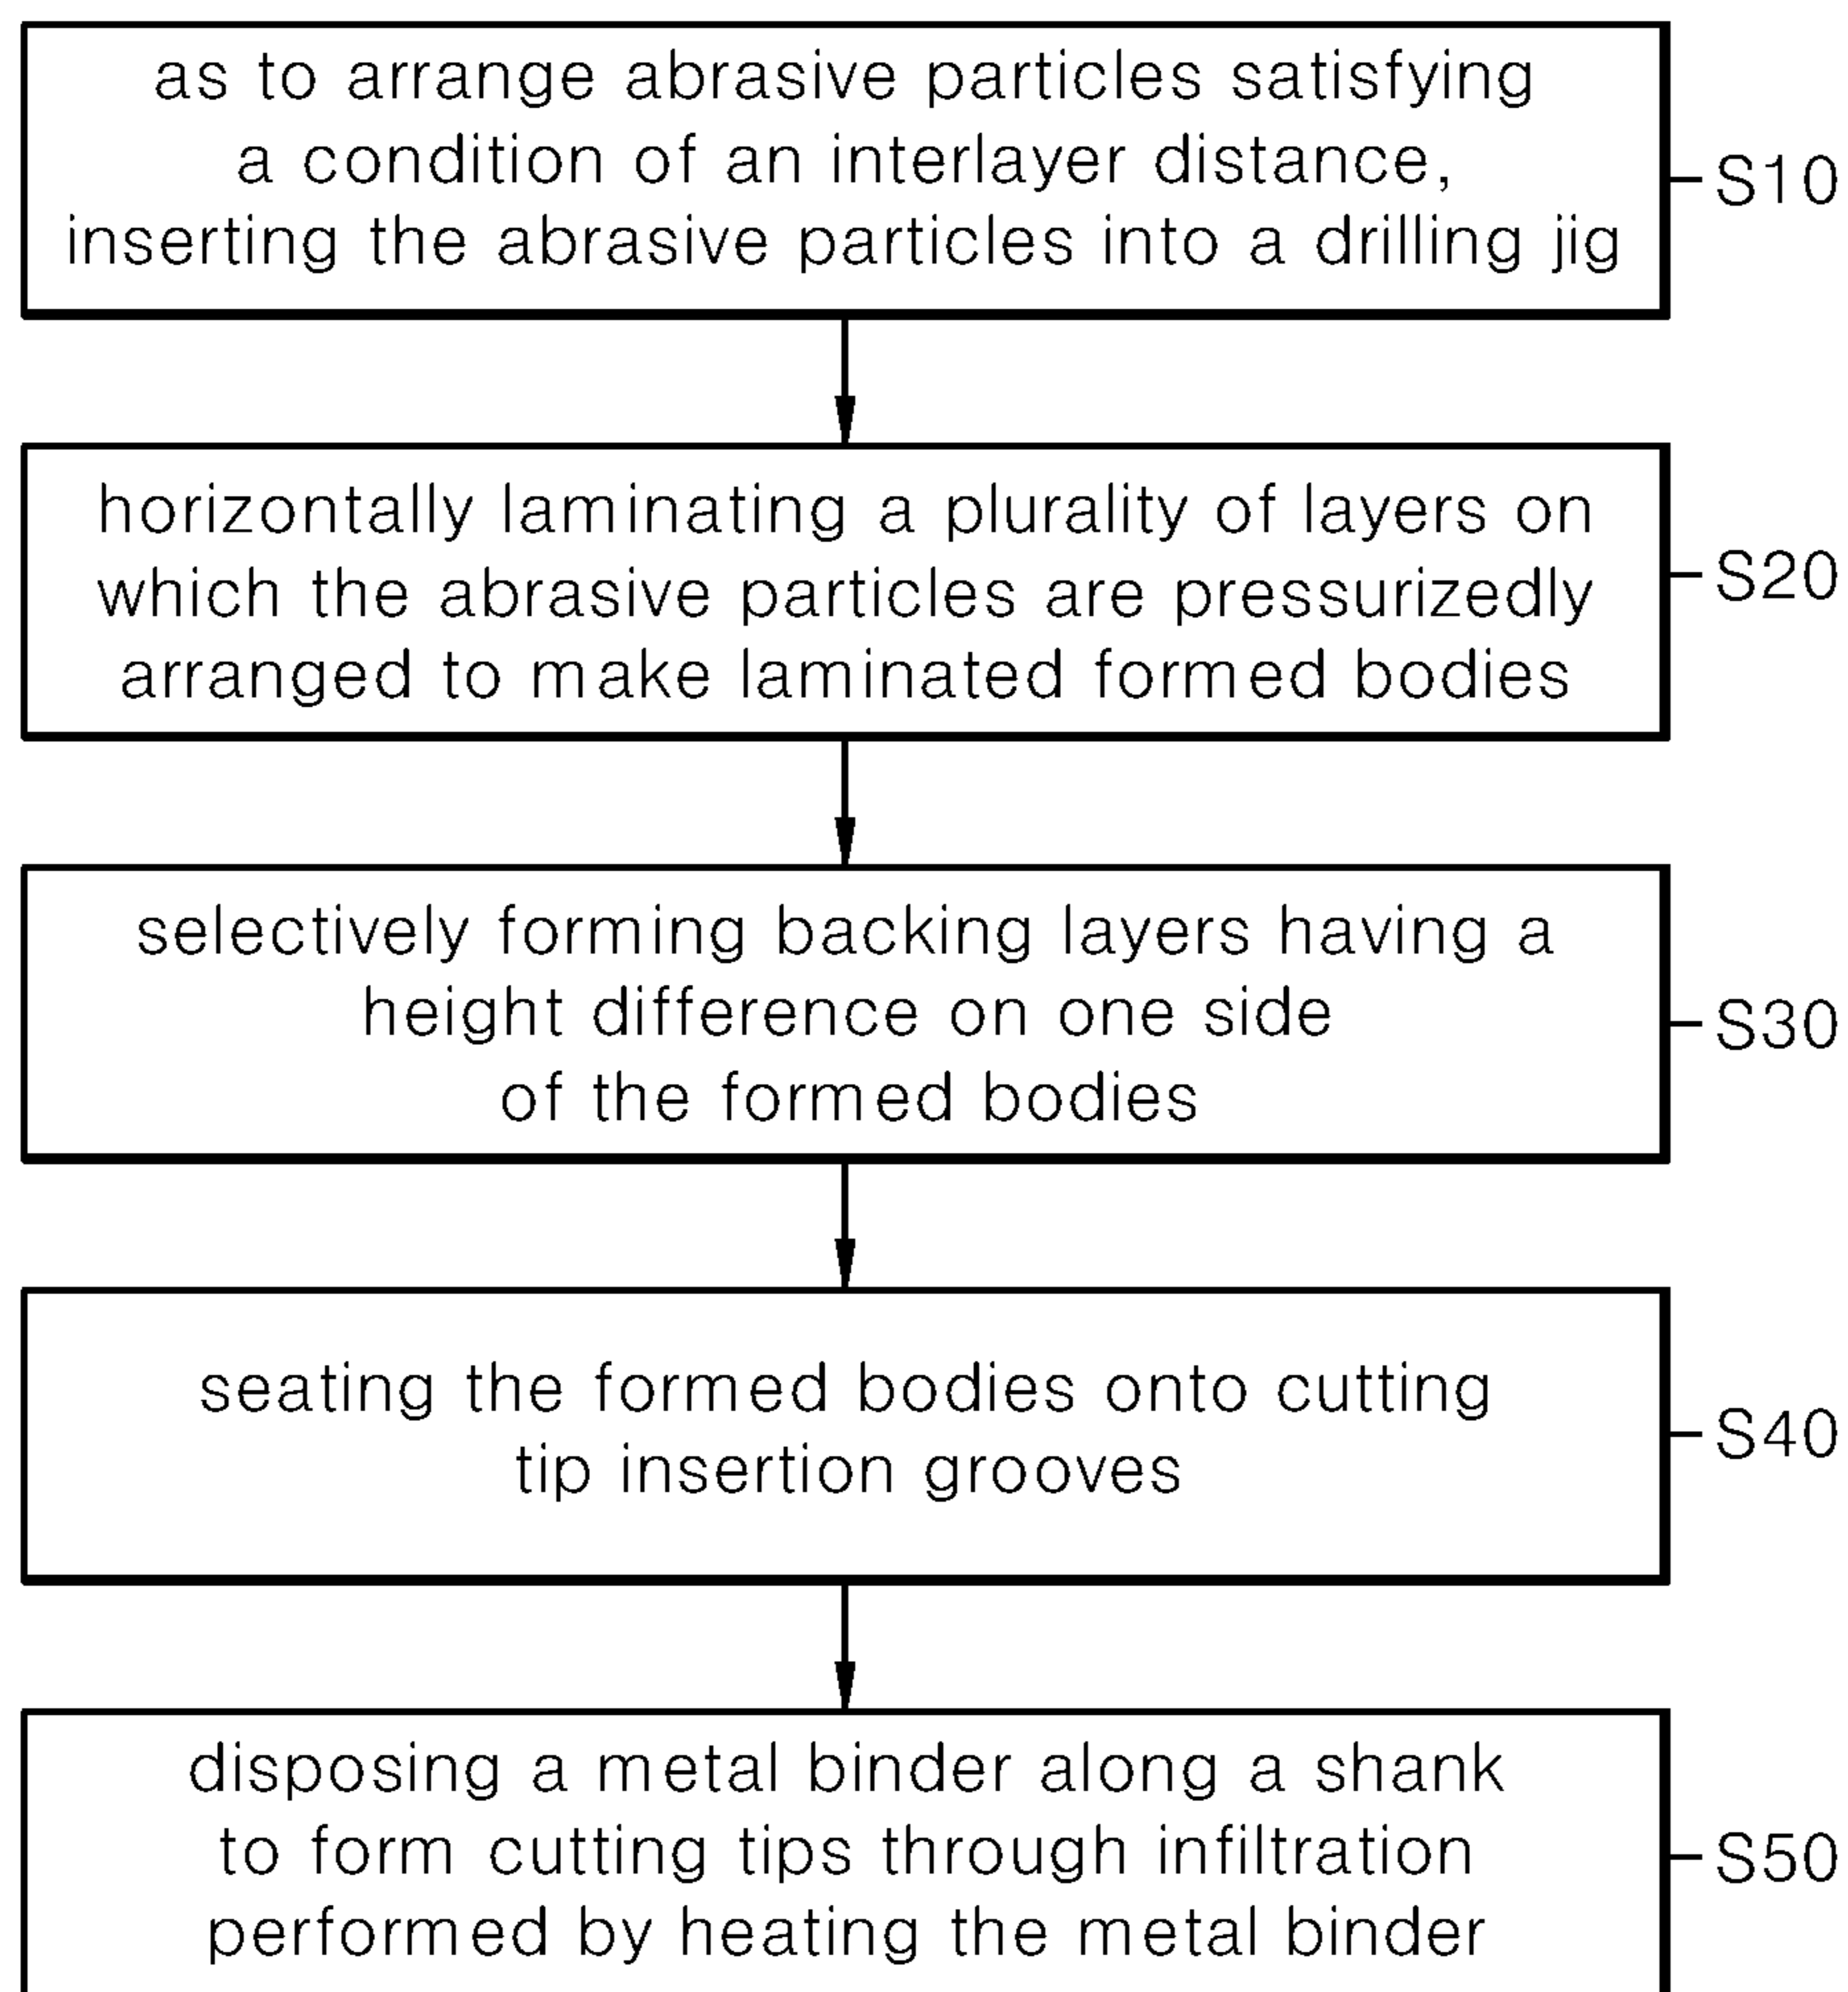 as to arrange abrasive particles satisfying
a condition of an interlayer distance,
inserting the abrasive particles into a drilling jig
S10
horizontally laminating a plurality of layers on
which the abrasive particles are pressurizedly
arranged to make laminated formed bodies
S20
selectively forming backing layers having a
height difference on one side
of the formed bodies
S30
seating the formed bodies onto cutting
tip insertion grooves
S40
disposing a metal binder along a shank
to form cutting tips through infiltration
performed by heating the metal binder
S50